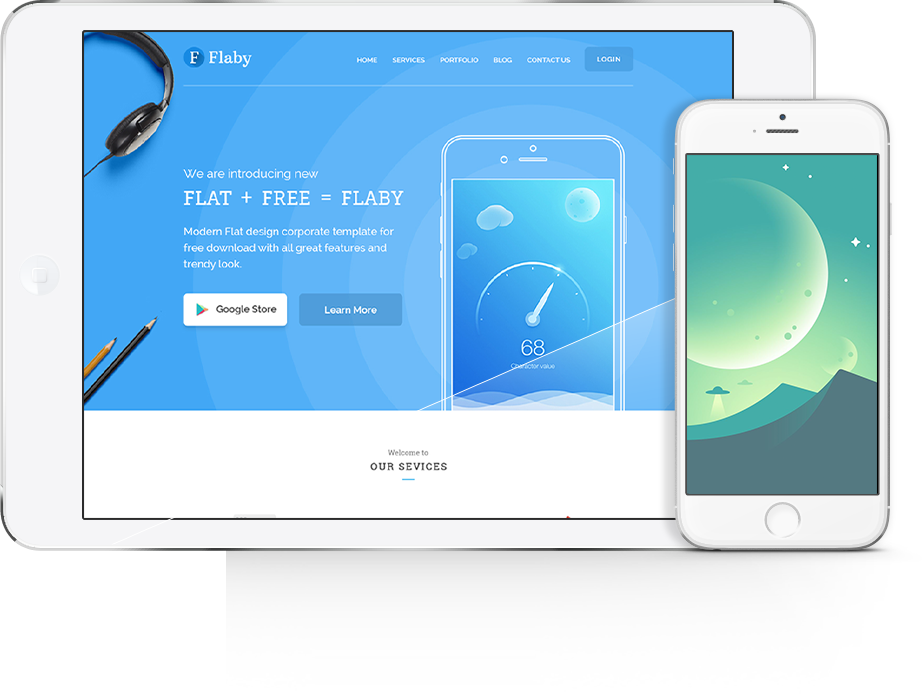 F Flaby
HOME SERVICES PORTFOLIO BLOG CONTACT US LOGIN
We are introducing new
FLAT + FREE = FLABY
Modern Flat design corporate template for
free download with all great features and
trendy look.
Google Store Learn More
68
Character value
Welcome to
OUR SEVICES